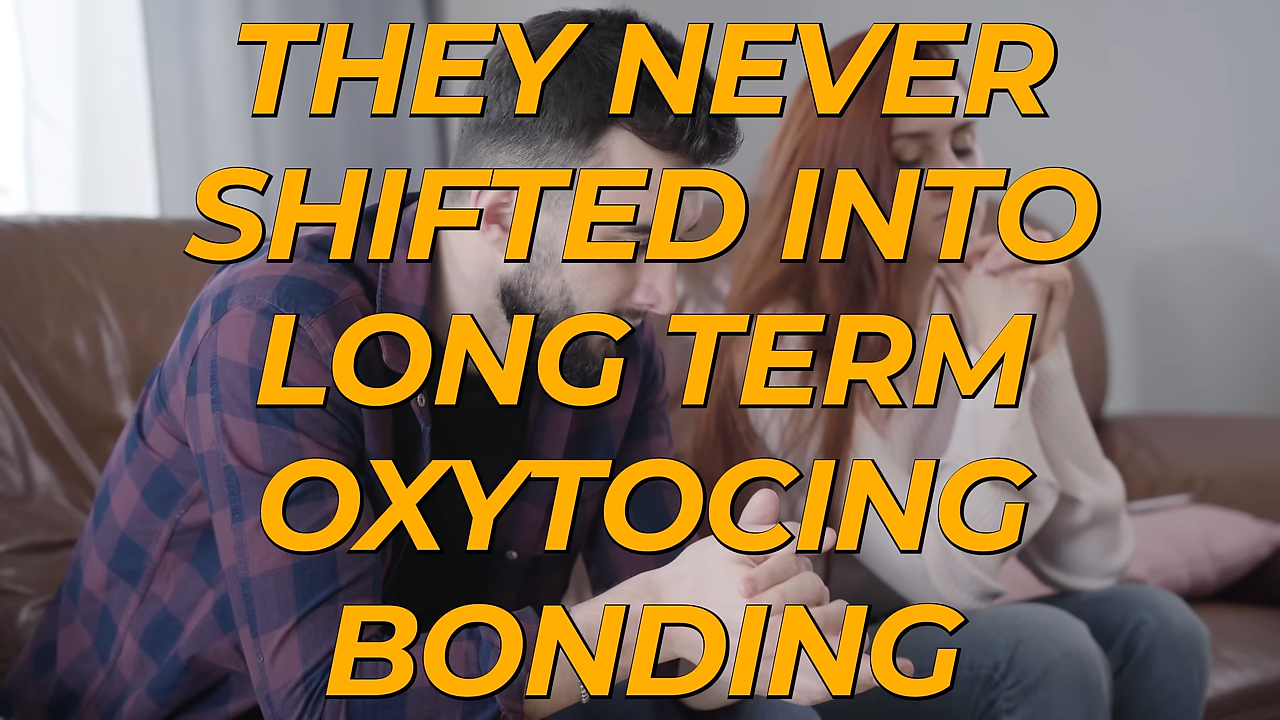 THEY NEVER
SHIFTED INTO
LONG TERM
OXYTOCING
BONDING